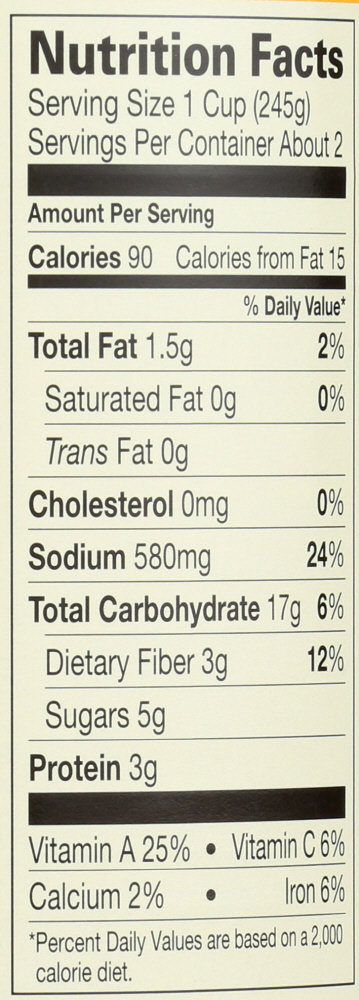 Nutrition Facts
Serving Size 1 Cup (245g)
Servings Per Container About 2
Amount Per Serving
Calories 90 Calories from Fat 15
% Daily Value*
Total Fat 1.5g 2%
Saturated Fat 0g 0%
Trans Fat 0g
Cholesterol 0mg 0%
Sodium 580mg 24%
Total Carbohydrate 17g 6%
Dietary Fiber 3g 12%
Sugars 5g
Protein 3g
Vitamin A 25% • Vitamin C 6%
Calcium 2% • Iron 6%
*Percent Daily Values are based on a 2,000
calorie diet.